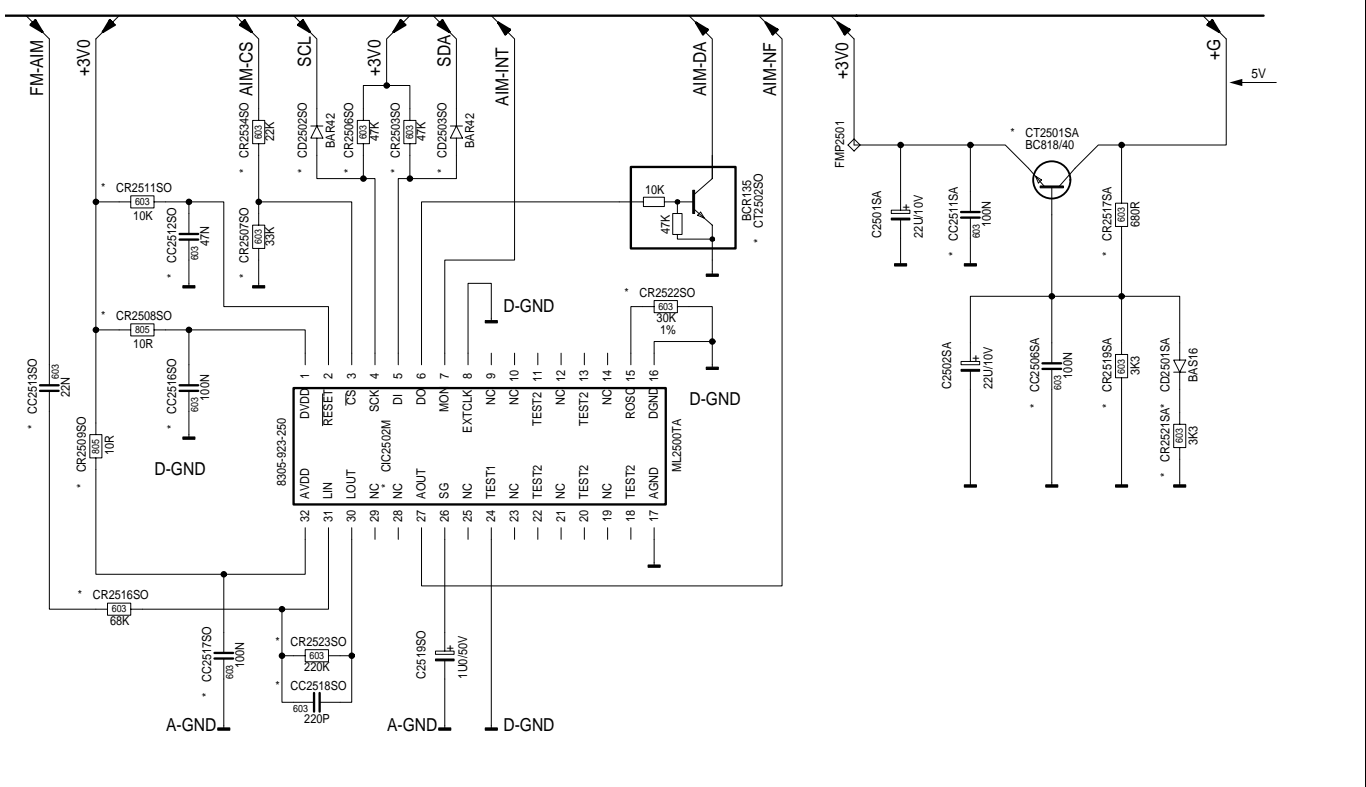 FM-AIM
+3V0
AIM-CS
SCL
+3V0
SDA
AIM-INT
AIM-DA
AIM-NF
+3V0
+G
5V
* CR2534SO
603
22K
* CD2502SO
BAR42
* CR2506SO
603
47K
* CR2503SO
603
47K
* CD2503SO
BAR42
FMP2501
* CT2501SA
BC818/40
* CR2511SO
603
10K
* CC2512SO
603
47N
* CR2507SO
603
33K
10K
47K
BCR135
* CT2502SO
C2501SA
+
22U/10V
* CC2511SA
603
100N
* CR2517SA
603
680R
D-GND
* CR2522SO
603
30K
1%
* CR2508SO
805
10R
* CC2513SO
603
22N
* CC2516SO
603
100N
* CR2509SO
805
10R
D-GND
D-GND
C2502SA
+
22U/10V
* CC2506SA
603
100N
* CR2519SA
603
3K3
CD2501SA
*
BAS16
* CR2521SA
603
3K3
1 2 3 4 5 6 7 8 9 10 11 12 13 14 15 16
DVDD RESET CS SCK DI DO MON EXTCLK NC NC TEST2 NC TEST2 NC ROSC DGND
8305-923-250
* CIC2502M
ML2500TA
AVDD LIN LOUT NC NC AOUT SG NC TEST1 NC TEST2 NC TEST2 NC TEST2 AGND
32 31 30 29 28 27 26 25 24 23 22 21 20 19 18 17
* CR2516SO
603
68K
* CC2517SO
603
100N
* CR2523SO
603
220K
* CC2518SO
603
220P
C2519SO
+
1U0/50V
A-GND
A-GND
D-GND